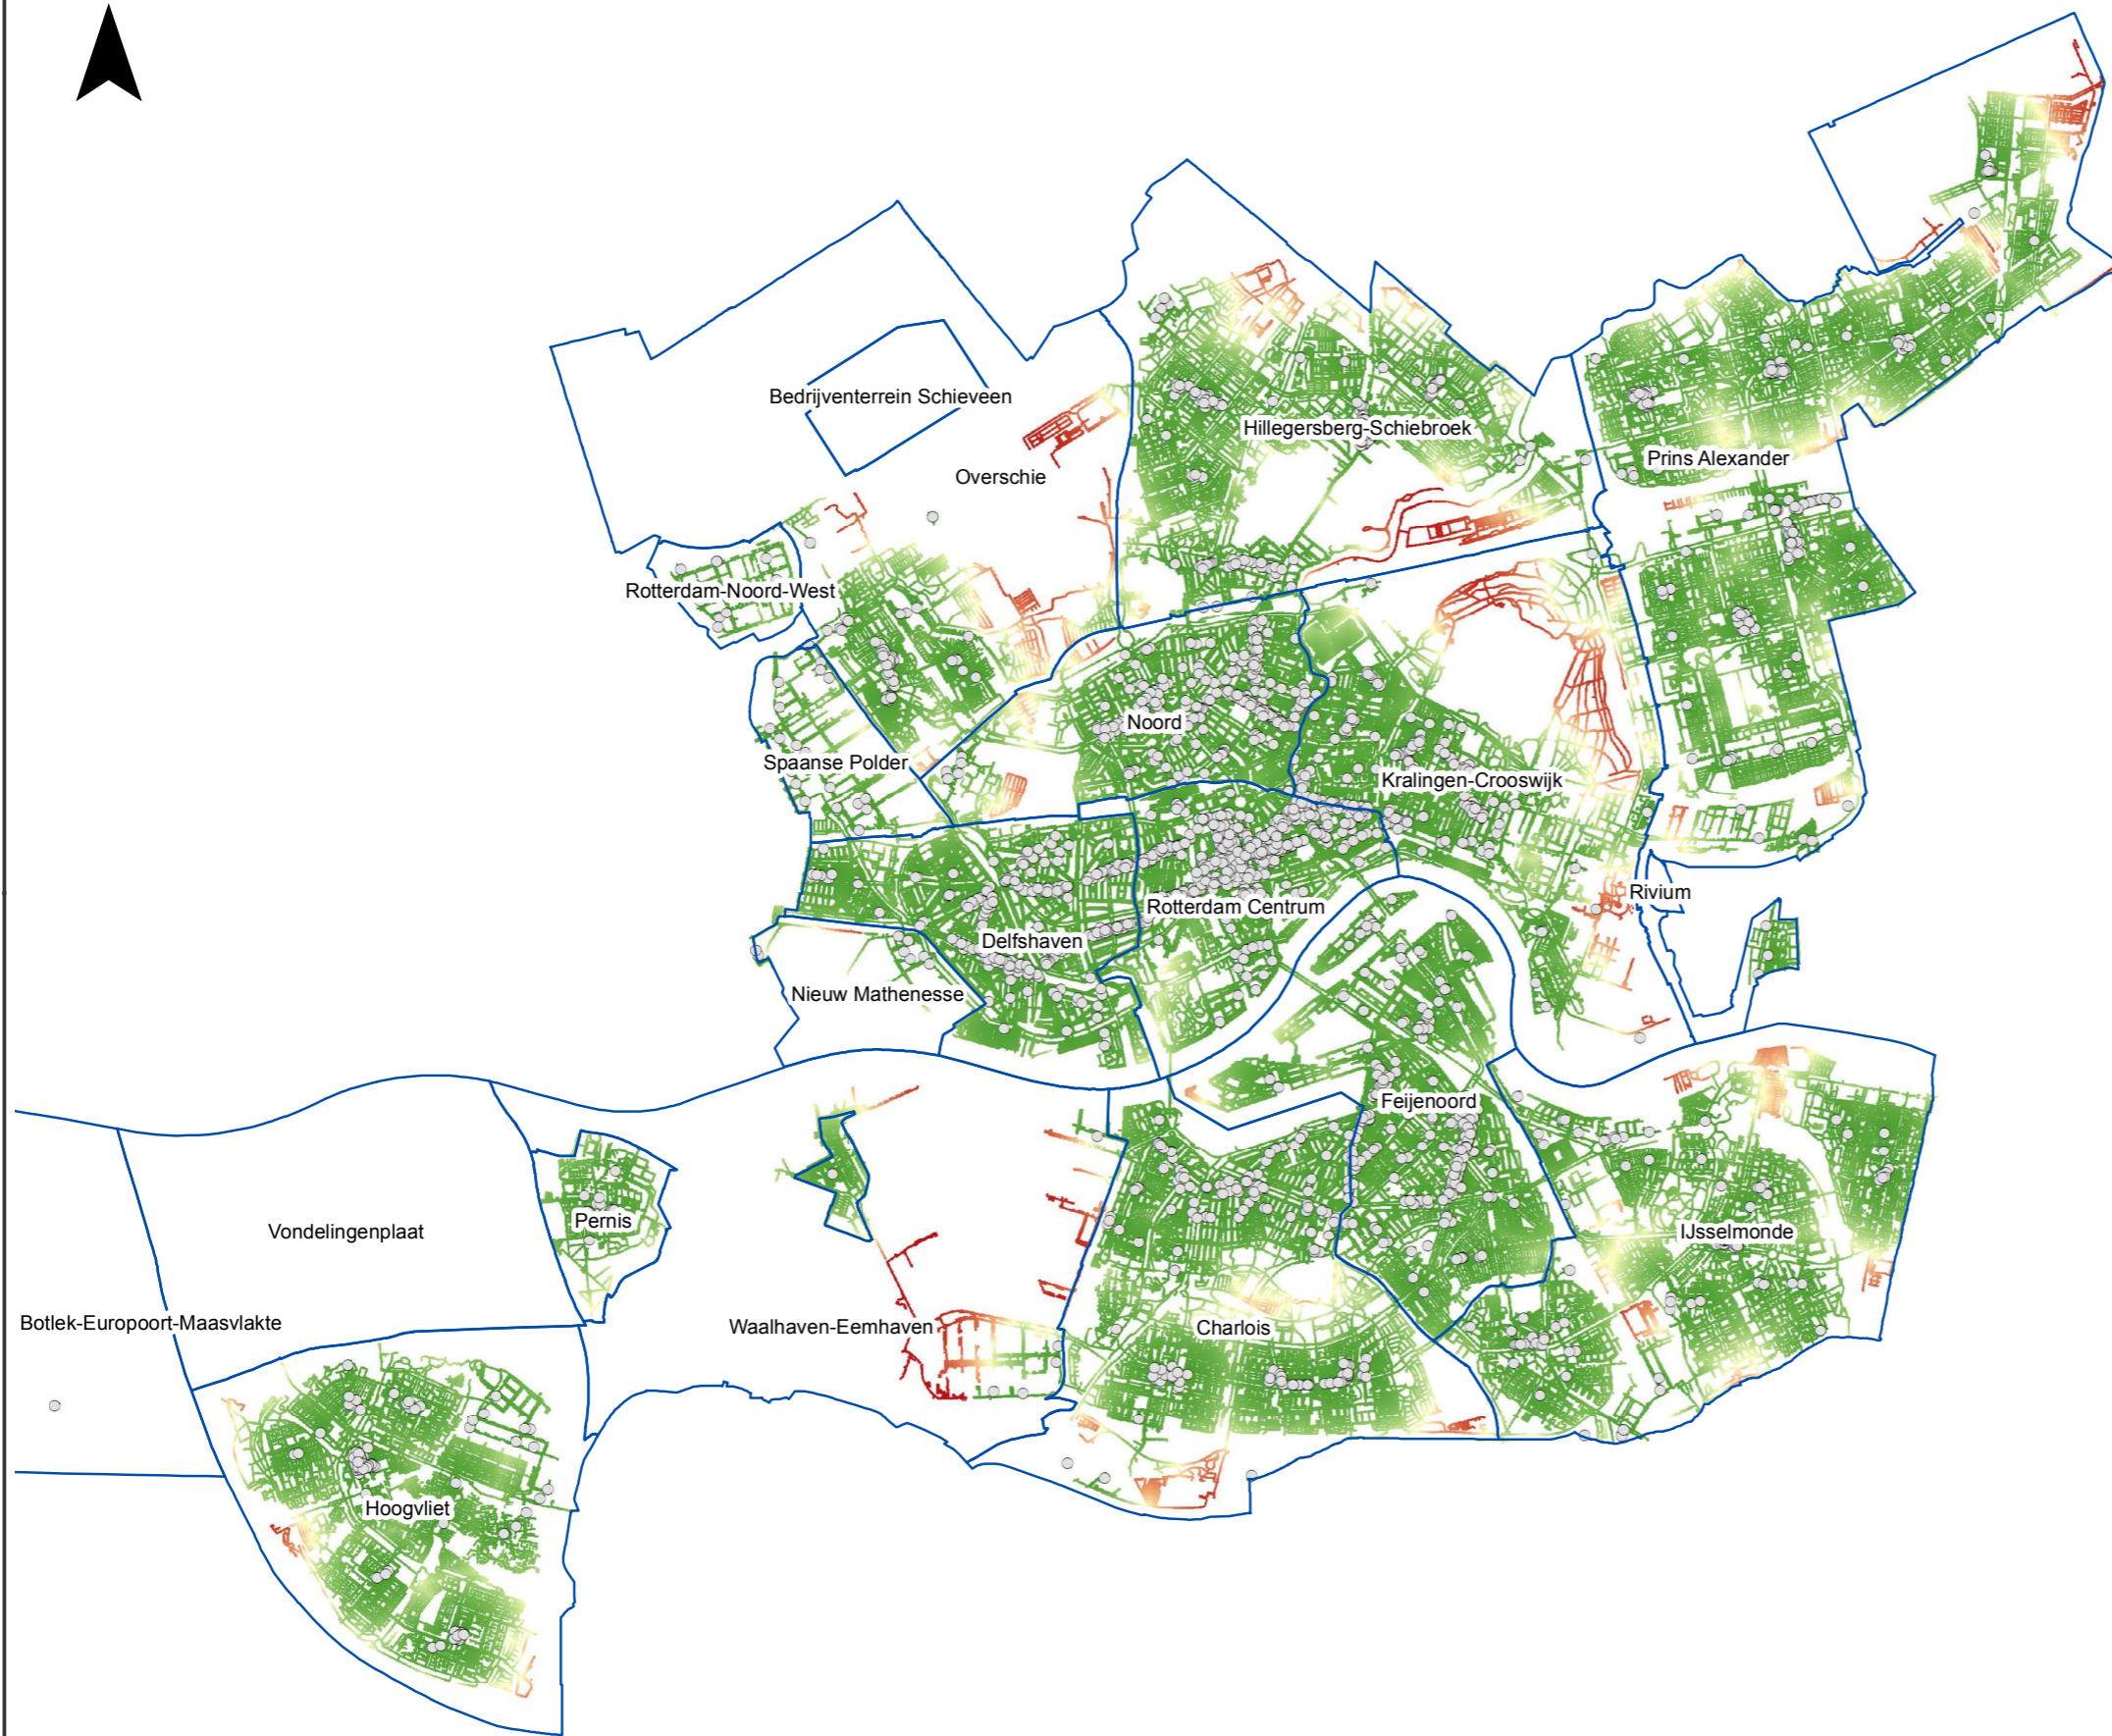 Bedrijventerrein Schieveen
Hillegersberg-Schiebroek
Prins Alexander
Overschie
Rotterdam-Noord-West
Noord
Spaanse Polder
Kralingen-Crooswijk
Rivium
Rotterdam Centrum
Delfshaven
Nieuw Mathenesse
Feijenoord
Pernis
Vondelingenplaat
IJsselmonde
Botlek-Europoort-Maasvlakte
Waalhaven-Eemhaven
Charlois
Hoogvliet